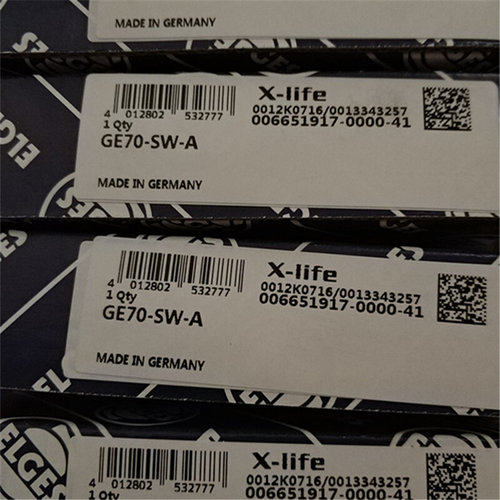 MADE IN GERMANY
X-life
4 012802 532777
0012K0716/0013343257
1 Qty
006651917-0000-41
GE70-SW-A
MADE IN GERMANY
ELGES
X-life
4 012802 532777
0012K0716/0013343257
1 Qty
006651917-0000-41
GE70-SW-A
MADE IN GERMANY
ELGES
X-life
4 012802 532777
0012K0716/0013343257
1 Qty
006651917-0000-41